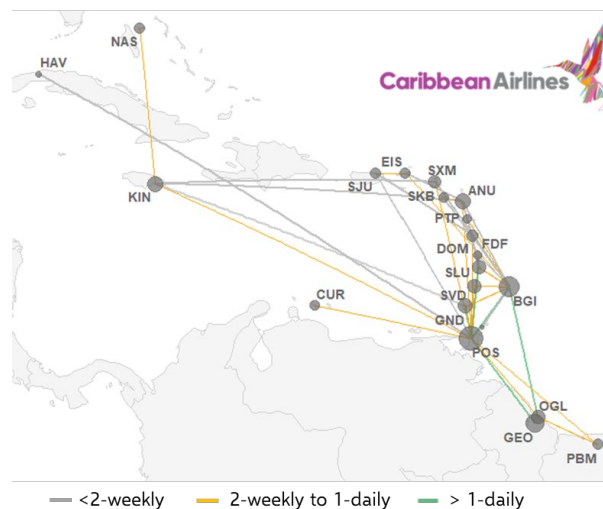 NAS
HAV
Caribbean Airlines
EIS
SXM
SJU
SKB
ANU
KIN
PTP
DOM
FDF
SLU
CUR
SVD
BGI
GND
POS
OGL
GEO
PBM
<2-weekly
2-weekly to 1-daily
> 1-daily